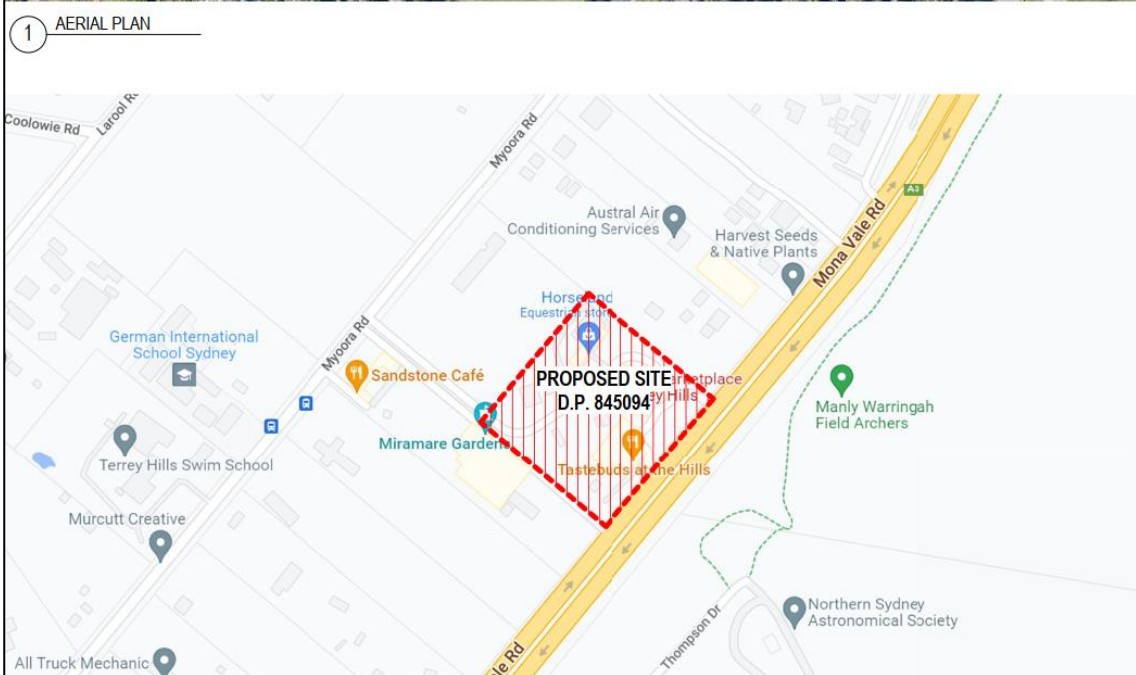 1 AERIAL PLAN
Coolowie Rd
Larool Rd
Myoora Rd
Austral Air
Conditioning Services
Harvest Seeds
& Native Plants
A3
Mona Vale Rd
Equestrian store
German International
School Sydney
Myoora Rd
Sandstone Café
PROPOSED SITE
D.P. 845094
Manly Warringah
Field Archers
Miramare Gardens
Tastebuds at the Hills
Terrey Hills Swim School
Murcutt Creative
Northern Sydney
Astronomical Society
Thompson Dr
All Truck Mechanic
le Rd